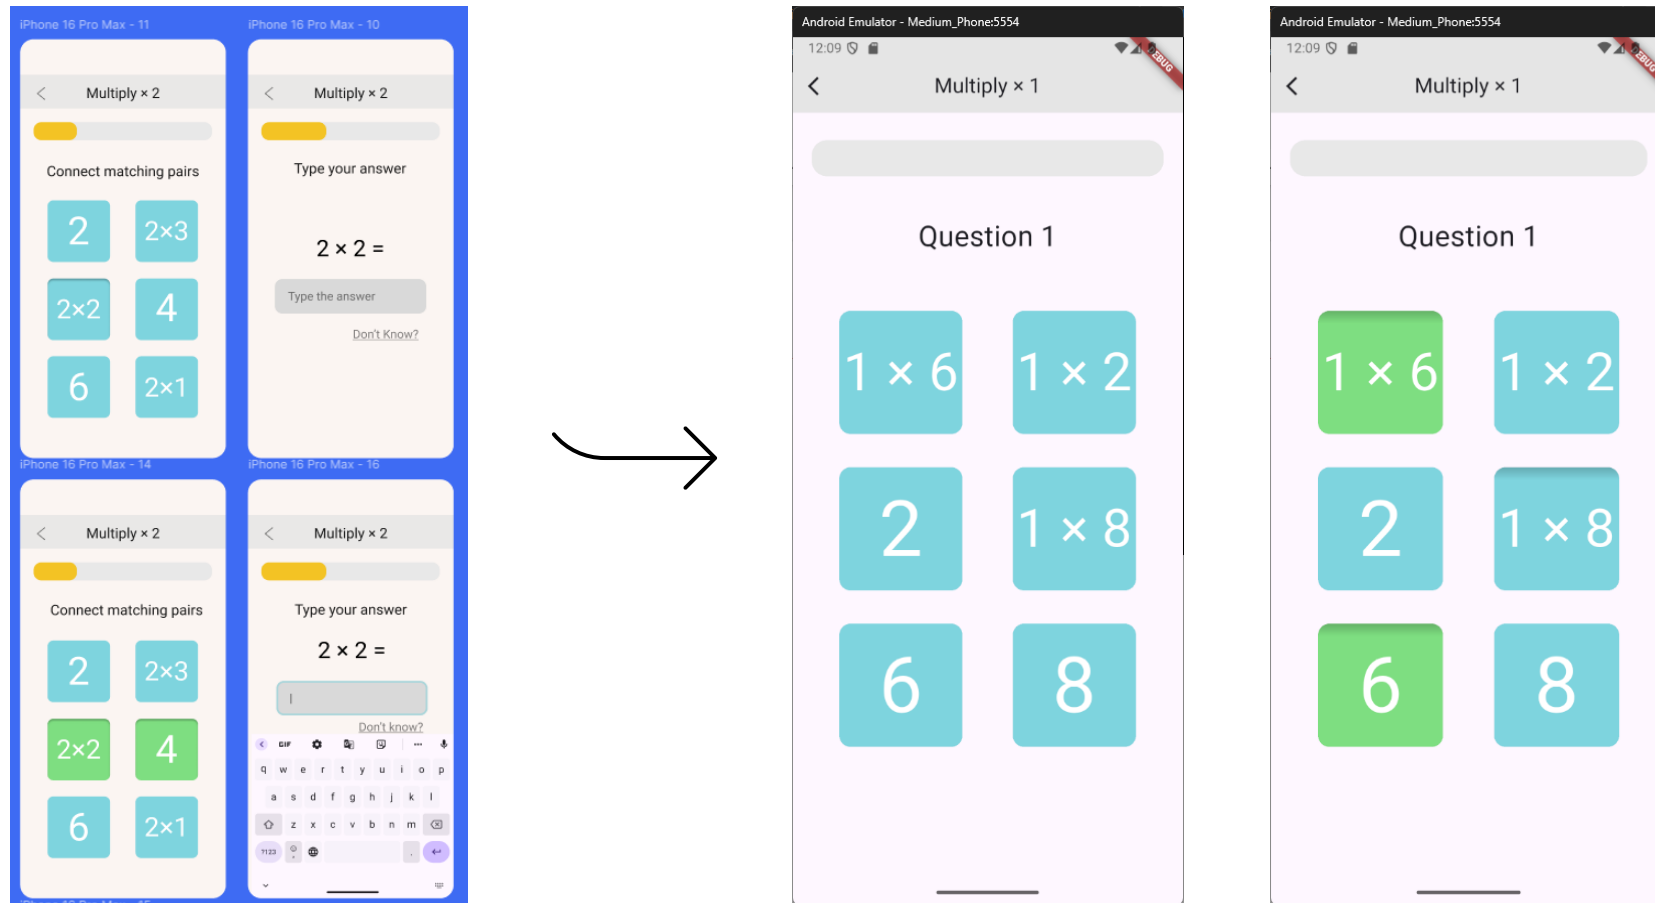 iPhone 16 Pro Max - 11
Multiply × 2
Connect matching pairs
2
2×3
2×2
4
6
2×1
iPhone 16 Pro Max - 10
Multiply × 2
Type your answer
2 × 2 =
Type the answer
Don't Know?
iPhone 16 Pro Max - 14
Multiply × 2
Connect matching pairs
2
2×3
2×2
4
6
2×1
iPhone 16 Pro Max - 16
Multiply × 2
Type your answer
2 × 2 =
Don't know?
GIF
q w e r t y u i o p
a s d f g h j k l
z x c v b n m
?123 .
Android Emulator - Medium_Phone:5554
12:09
Multiply × 1
Question 1
1 × 6
1 × 2
2
1 × 8
6
8
Android Emulator - Medium_Phone:5554
12:09
Multiply × 1
Question 1
1 × 6
1 × 2
2
1 × 8
6
8